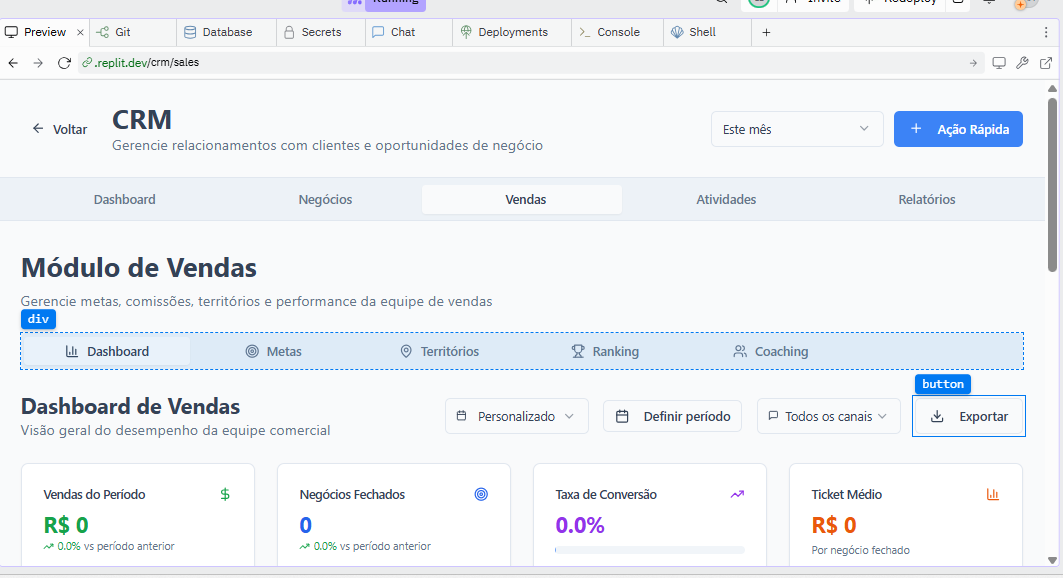 Running
Invite
Redeploy
Preview
Git
Database
Secrets
Chat
Deployments
Console
Shell
.replit.dev/crm/sales
Voltar
CRM
Gerencie relacionamentos com clientes e oportunidades de negócio
Este mês
Ação Rápida
Dashboard
Negócios
Vendas
Atividades
Relatórios
Módulo de Vendas
Gerencie metas, comissões, territórios e performance da equipe de vendas
div
Dashboard
Metas
Territórios
Ranking
Coaching
button
Dashboard de Vendas
Visão geral do desempenho da equipe comercial
Personalizado
Definir período
Todos os canais
Exportar
Vendas do Período
R$ 0
0.0% vs período anterior
Negócios Fechados
0
0.0% vs período anterior
Taxa de Conversão
0.0%
Ticket Médio
R$ 0
Por negócio fechado